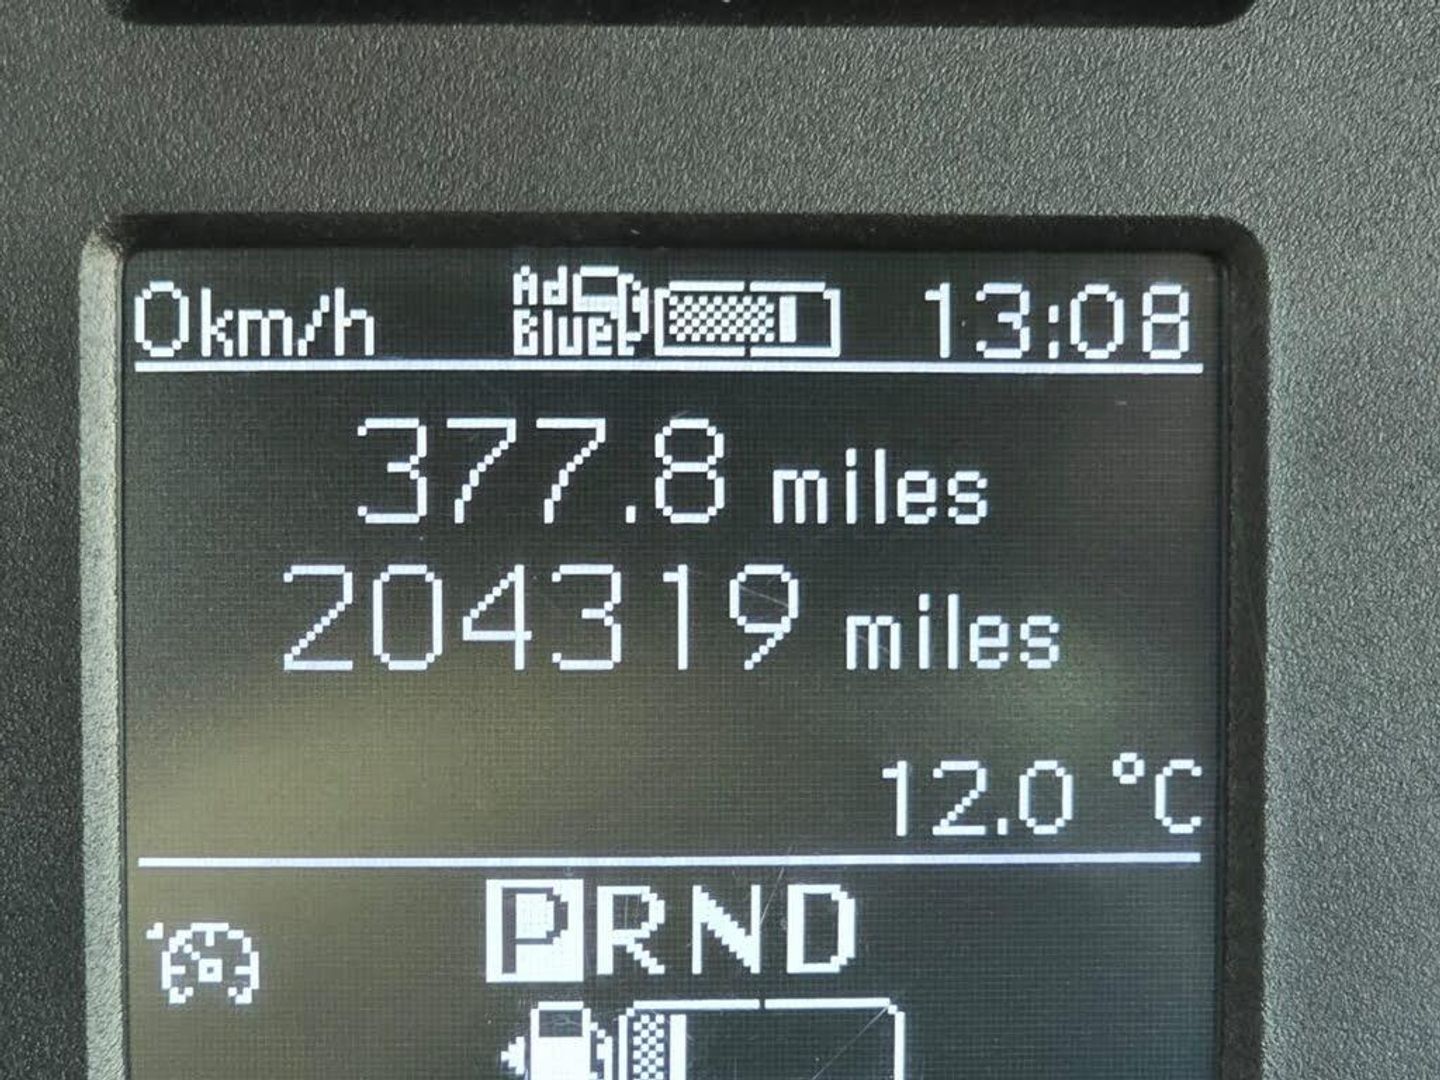 0km/h Ad Blue 13:08
377.8 miles
204319 miles
12.0 °C
PRND